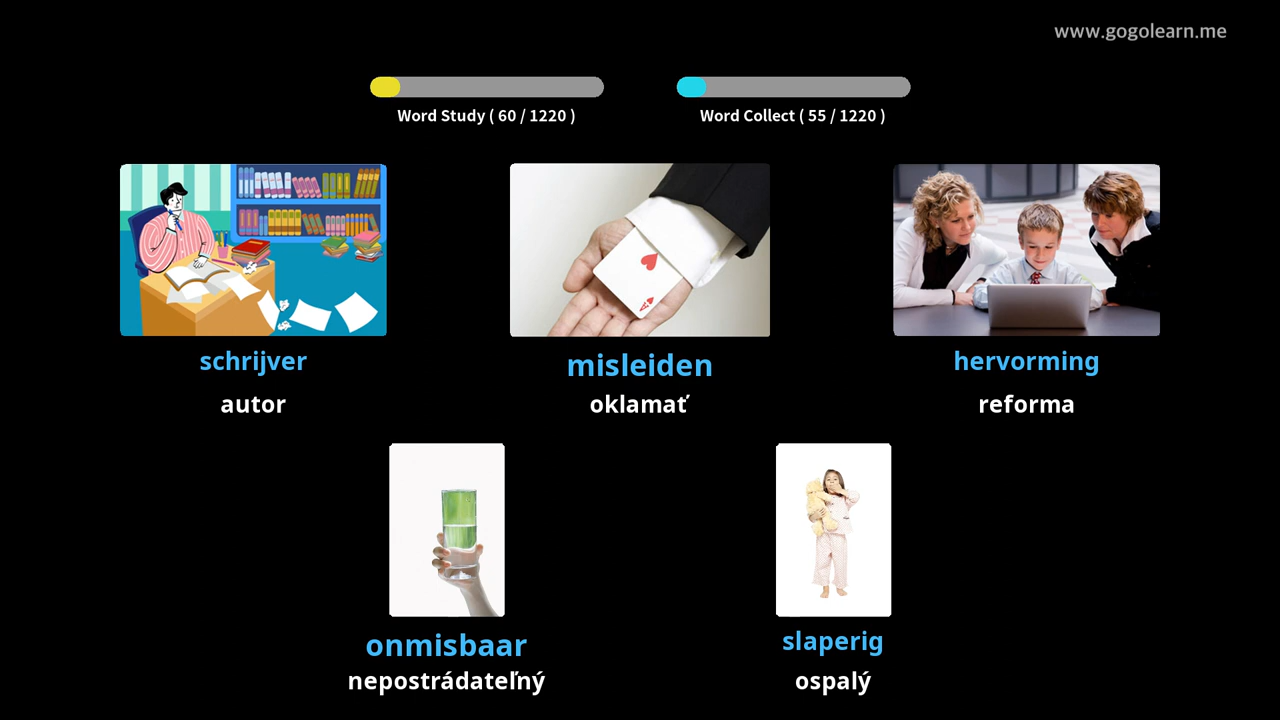 www.gogolearn.me
Word Study ( 60 / 1220 )
Word Collect ( 55 / 1220 )
schrijver
misleiden
hervorming
autor
oklamať
reforma
onmisbaar
slaperig
nepostrádateľný
ospalý